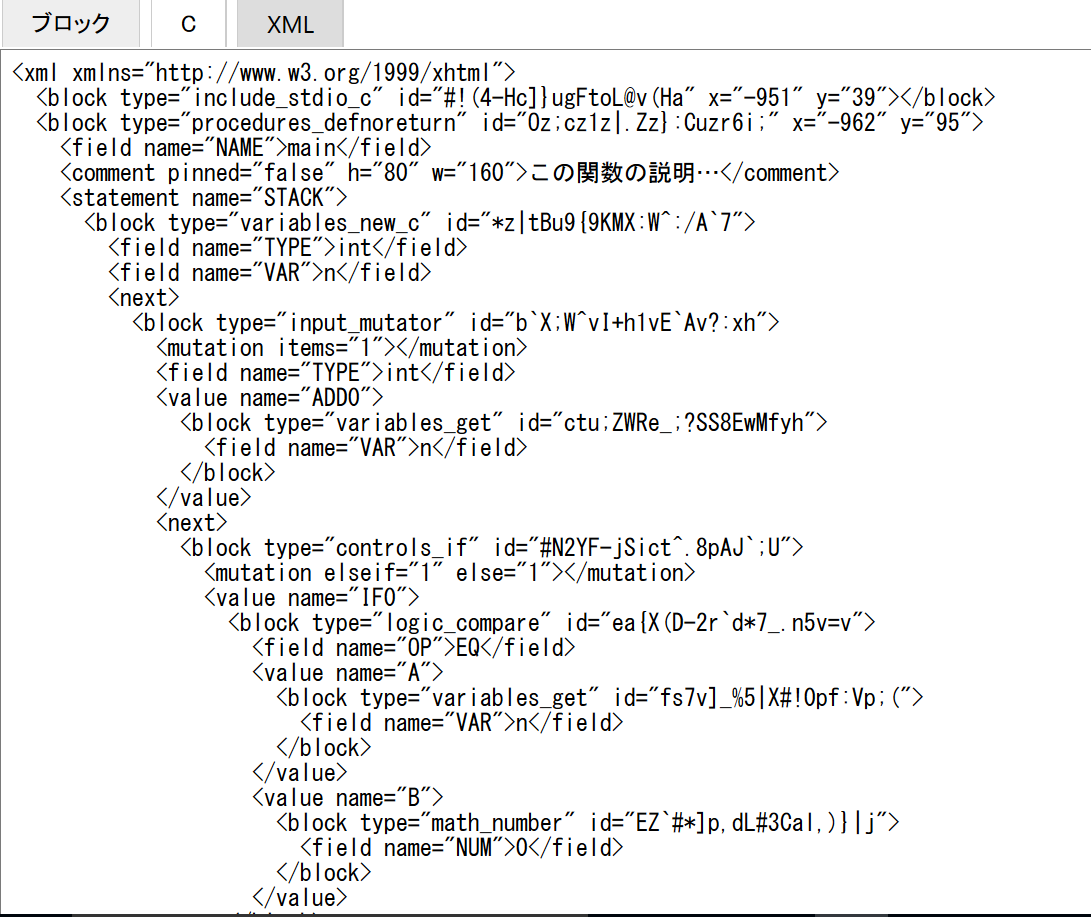 ブロック C XML
<xml xmlns="http://www.w3.org/1999/xhtml">
<block type="include_stdio_c" id="#!(4-Hc]}ugFtoL@v(Ha" x="-951" y="39"></block>
<block type="procedures_defnoreturn" id="Oz;cz1z|.Zz}:Cuzr6i;" x="-962" y="95">
<field name="NAME">main</field>
<comment pinned="false" h="80" w="160">この関数の説明…</comment>
<statement name="STACK">
<block type="variables_new_c" id="*z|tBu9{9KMX:W^:/A`7">
<field name="TYPE">int</field>
<field name="VAR">n</field>
<next>
<block type="input_mutator" id="b`X;W^vI+h1vE`Av?:xh">
<mutation items="1"></mutation>
<field name="TYPE">int</field>
<value name="ADD0">
<block type="variables_get" id="ctu;ZWRe_;?SS8EwMfyh">
<field name="VAR">n</field>
</block>
</value>
<next>
<block type="controls_if" id="#N2YF-jSict^.8pAJ`;U">
<mutation elseif="1" else="1"></mutation>
<value name="IF0">
<block type="logic_compare" id="ea{X(D-2r`d*7_.n5v=v">
<field name="OP">EQ</field>
<value name="A">
<block type="variables_get" id="fs7v]_%5|X#!Opf:Vp;(">
<field name="VAR">n</field>
</block>
</value>
<value name="B">
<block type="math_number" id="EZ`#*]p,dL#3Cal,)}|j">
<field name="NUM">0</field>
</block>
</value>